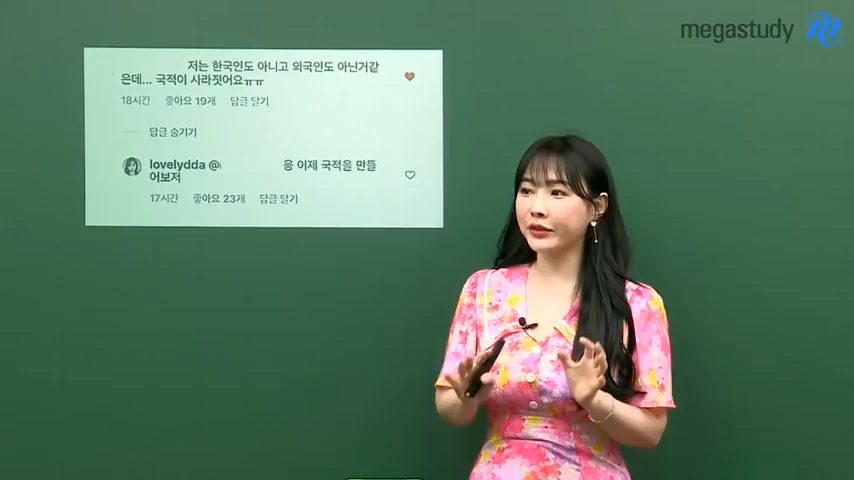 megastudy
저는 한국인도 아니고 외국인도 아닌거같
은데... 국적이 사라젓어요ㅠㅠ
18시간 좋아요 19개 답글 달기
답글 숨기기
lovelydda @ 응 이제 국적을 만들
어보저
17시간 좋아요 23개 답글 달기